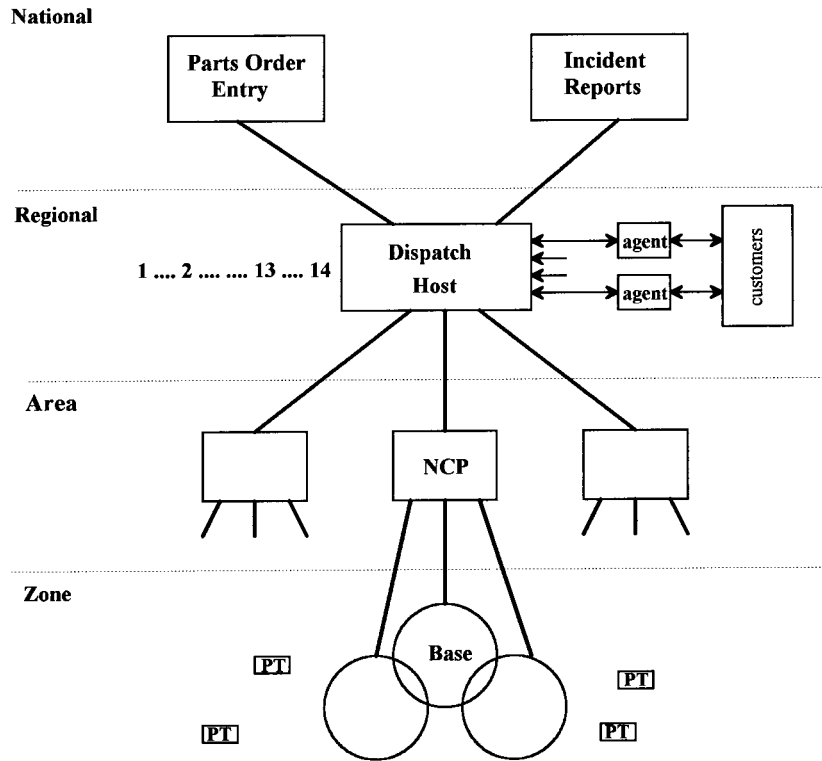 National
Parts Order
Entry
Incident
Reports
Regional
1 .... 2 .... .... 13 .... 14
Dispatch
Host
agent
agent
customers
Area
NCP
Zone
Base
PT
PT
PT
PT